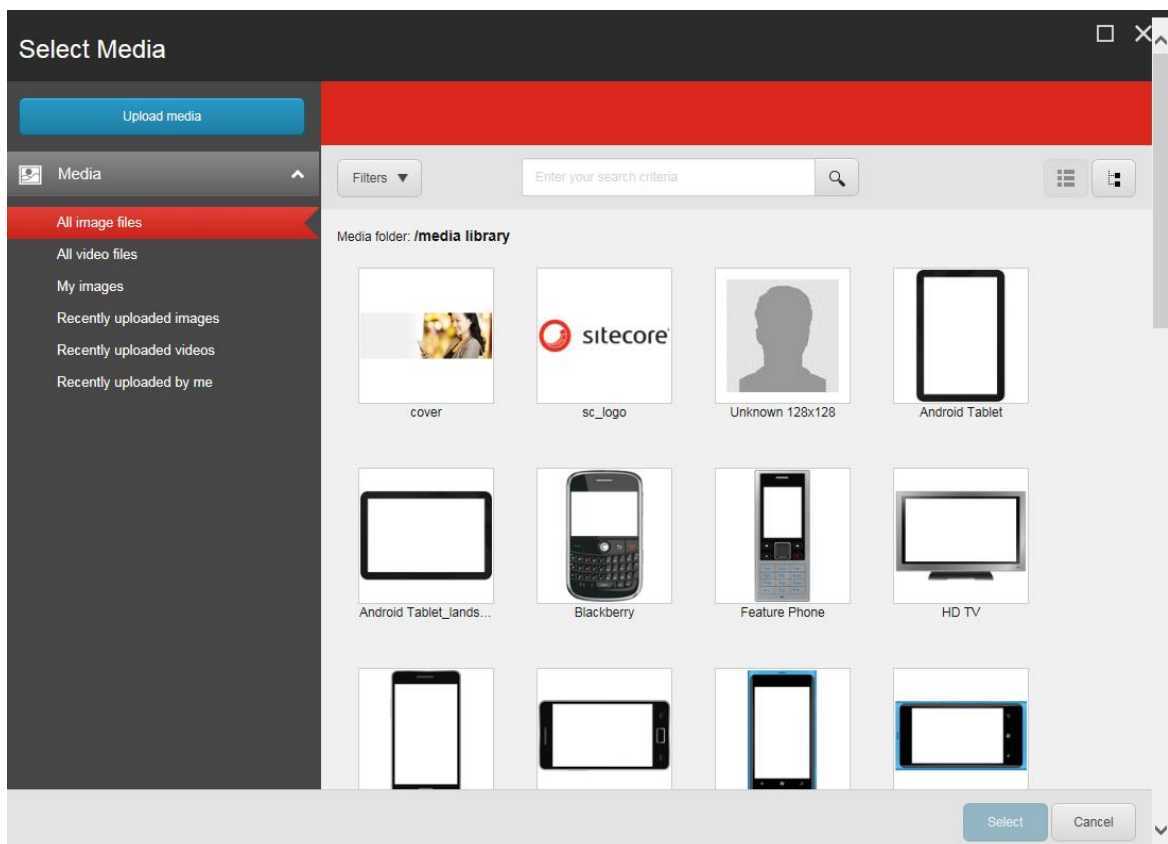 Select Media
Upload media
Media
All image files
All video files
My images
Recently uploaded images
Recently uploaded videos
Recently uploaded by me
Filters
Enter your search criteria
Media folder: /media library
sitecore
cover
sc_logo
Unknown 128x128
Android Tablet
Android Tablet_lands...
Blackberry
Feature Phone
HD TV
Select
Cancel